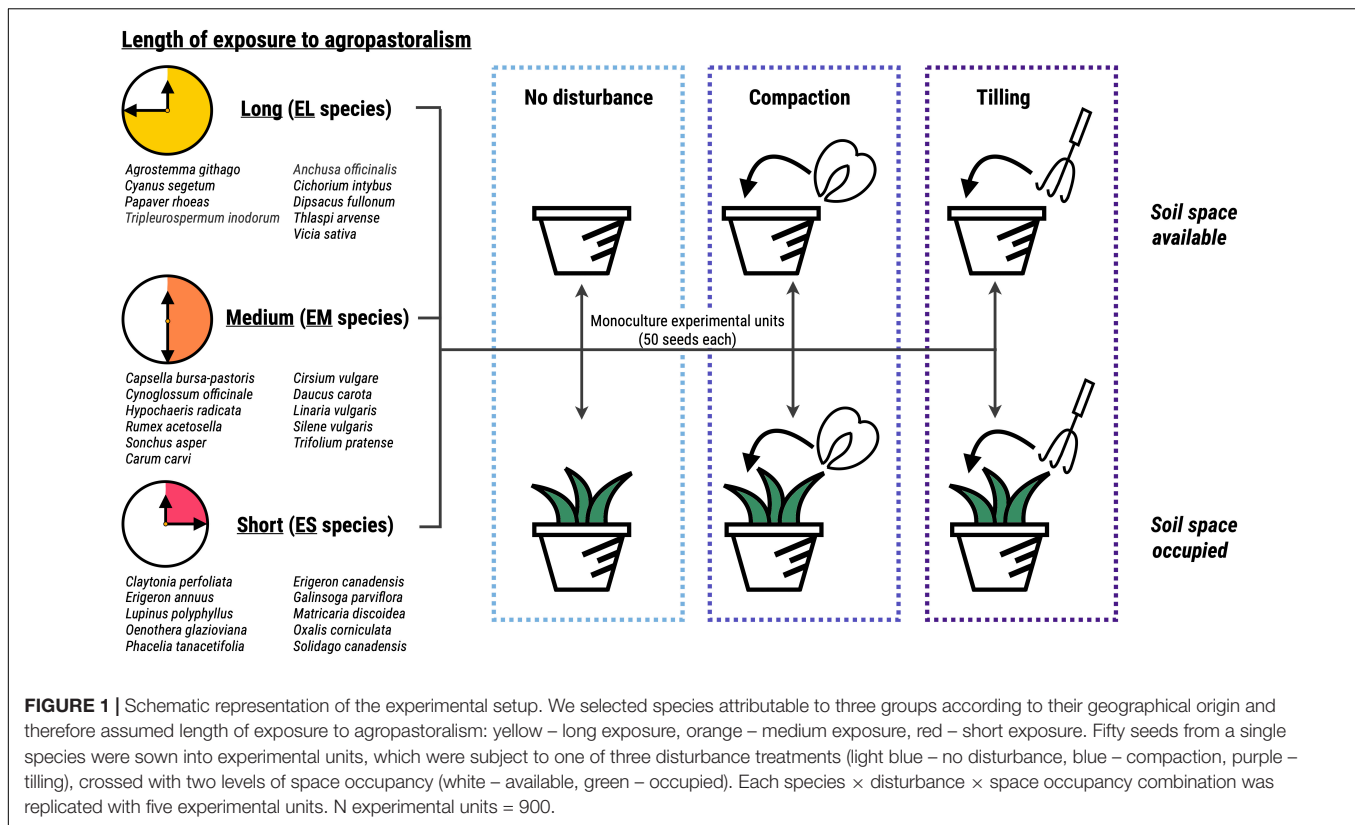 Length of exposure to agropastoralism
Long (EL species)
Agrostemma githago
Cyanus segetum
Papaver rhoeas
Tripleurospermum inodorum
Anchusa officinalis
Cichorium intybus
Dipsacus fullonum
Thlaspi arvense
Vicia sativa
Medium (EM species)
Capsella bursa-pastoris
Cynoglossum officinale
Hypochaeris radicata
Rumex acetosella
Sonchus asper
Carum carvi
Cirsium vulgare
Daucus carota
Linaria vulgaris
Silene vulgaris
Trifolium pratense
Short (ES species)
Claytonia perfoliata
Erigeron annuus
Lupinus polyphyllus
Oenothera glazioviana
Phacelia tanacetifolia
Erigeron canadensis
Galinsoga parviflora
Matricaria discoidea
Oxalis corniculata
Solidago canadensis
No disturbance
Compaction
Tilling
Soil space
available
Monoculture experimental units
(50 seeds each)
Soil space
occupied
FIGURE 1 | Schematic representation of the experimental setup. We selected species attributable to three groups according to their geographical origin and
therefore assumed length of exposure to agropastoralism: yellow – long exposure, orange – medium exposure, red – short exposure. Fifty seeds from a single
species were sown into experimental units, which were subject to one of three disturbance treatments (light blue – no disturbance, blue – compaction, purple –
tilling), crossed with two levels of space occupancy (white – available, green – occupied). Each species × disturbance × space occupancy combination was
replicated with five experimental units. N experimental units = 900.